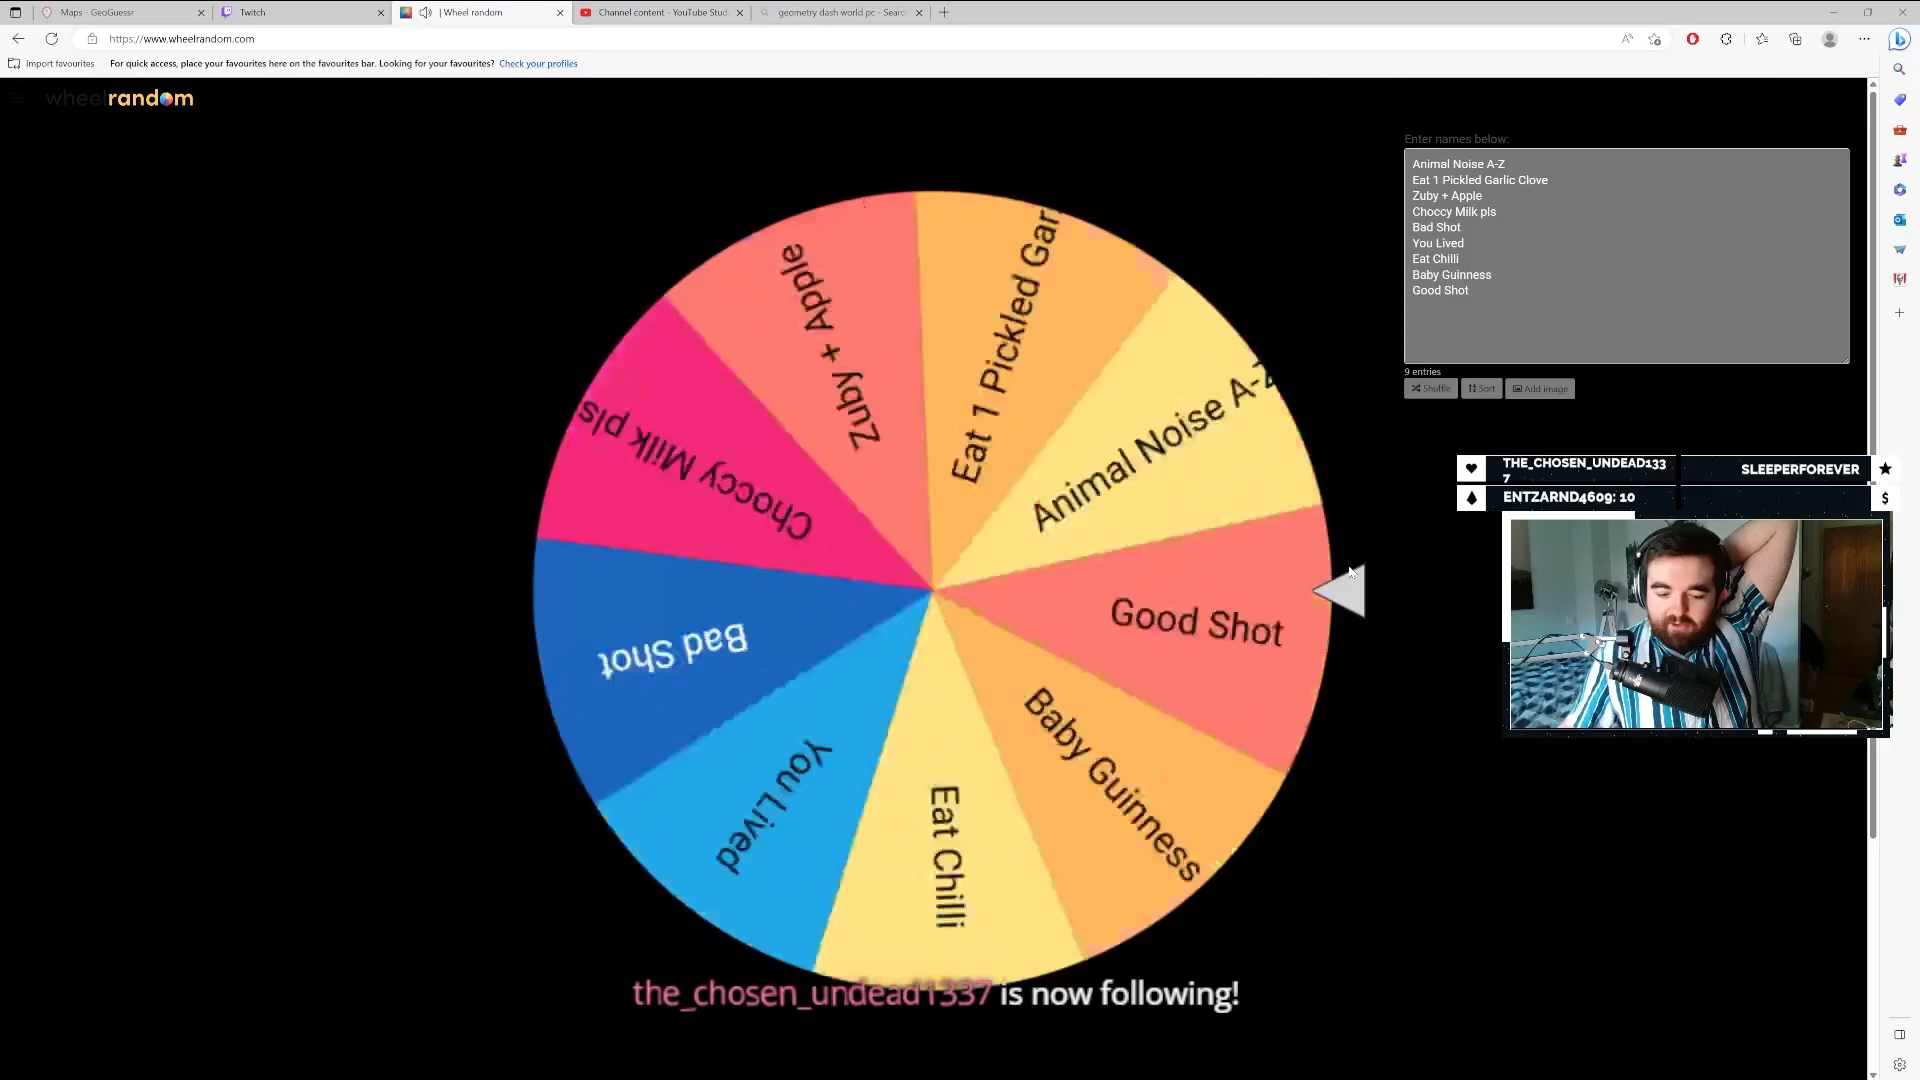 Maps - GeoGuessr
Twitch
| Wheel random
Channel content - YouTube Stud
geometry dash world pc - Searc
https://www.wheelrandom.com
Import favourites
For quick access, place your favourites here on the favourites bar. Looking for your favourites? Check your profiles
wheelrandom
Enter names below:
Animal Noise A-Z
Eat 1 Pickled Garlic Clove
Zuby + Apple
Choccy Milk pls
Bad Shot
You Lived
Eat Chilli
Baby Guinness
Good Shot
9 entries
Shuffle
Sort
Add image
Zuby + Apple
Eat 1 Pickled Gar
Animal Noise A-Z
Choccy Milk pls
Good Shot
Bad Shot
Baby Guinness
You Lived
Eat Chilli
THE_CHOSEN_UNDEAD133
7
SLEEPERFOREVER
ENTZARND4609: 10
$
the_chosen_undead1337 is now following!